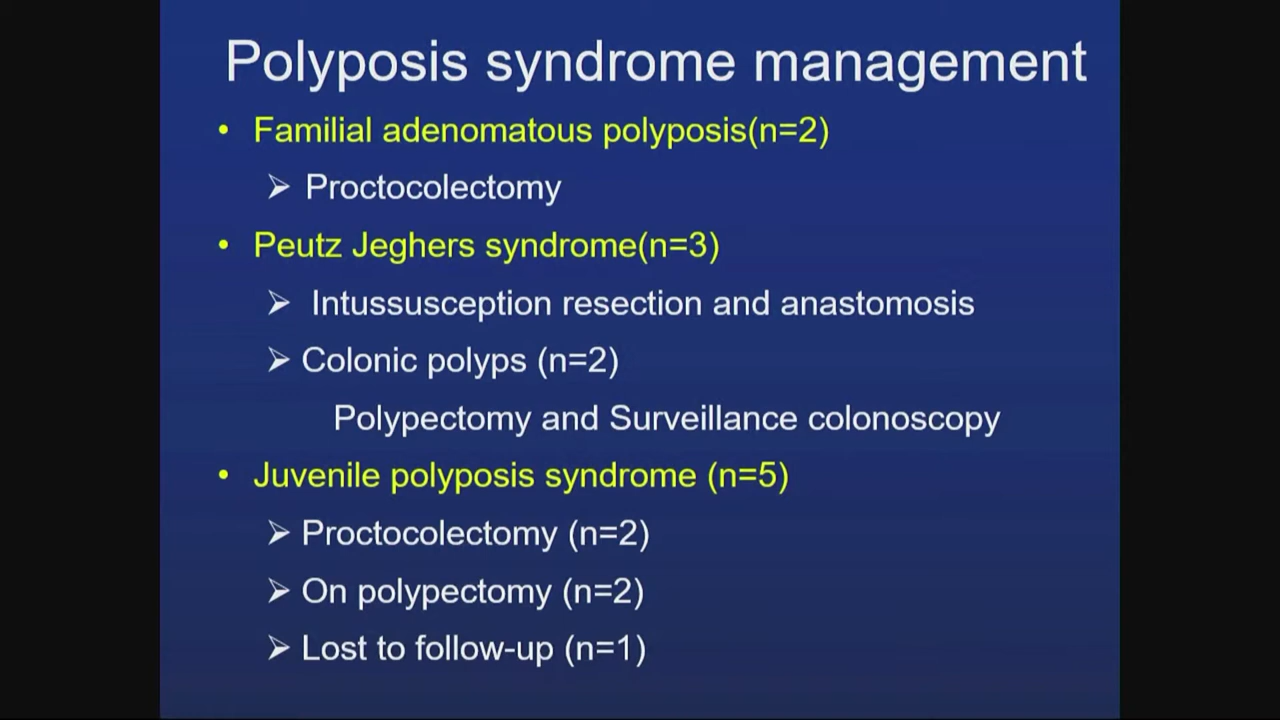 Polyposis syndrome management
• Familial adenomatous polyposis(n=2)
➢ Proctocolectomy
• Peutz Jeghers syndrome(n=3)
➢ Intussusception resection and anastomosis
➢ Colonic polyps (n=2)
Polypectomy and Surveillance colonoscopy
• Juvenile polyposis syndrome (n=5)
➢ Proctocolectomy (n=2)
➢ On polypectomy (n=2)
➢ Lost to follow-up (n=1)